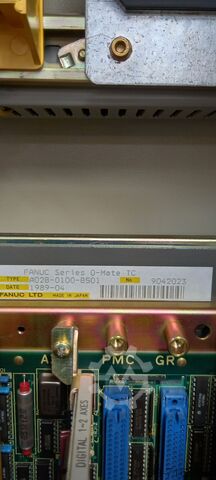 FANUC Series 0-Mate TC
TYPE A02B-0100-B501
No 9042023
DATE 1989-04
FANUC LTD MADE IN JAPAN
PMC GR
DIGITAL 1-2 AXES